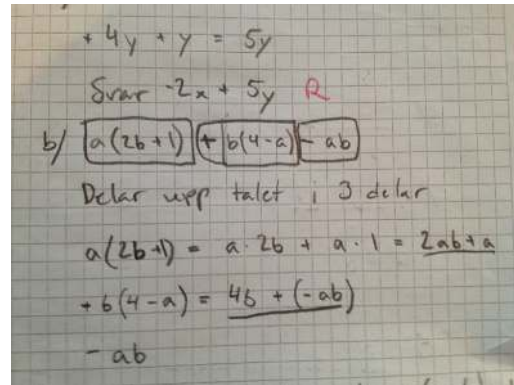 + 4y + y = 5y
Svar -2x + 5y R
b/ a(2b+1) + b(4-a) - ab
Delar upp talet i 3 delar
a(2b+1) = a · 2b + a · 1 = 2ab+a
+ b(4-a) = 4b + (-ab)
- ab